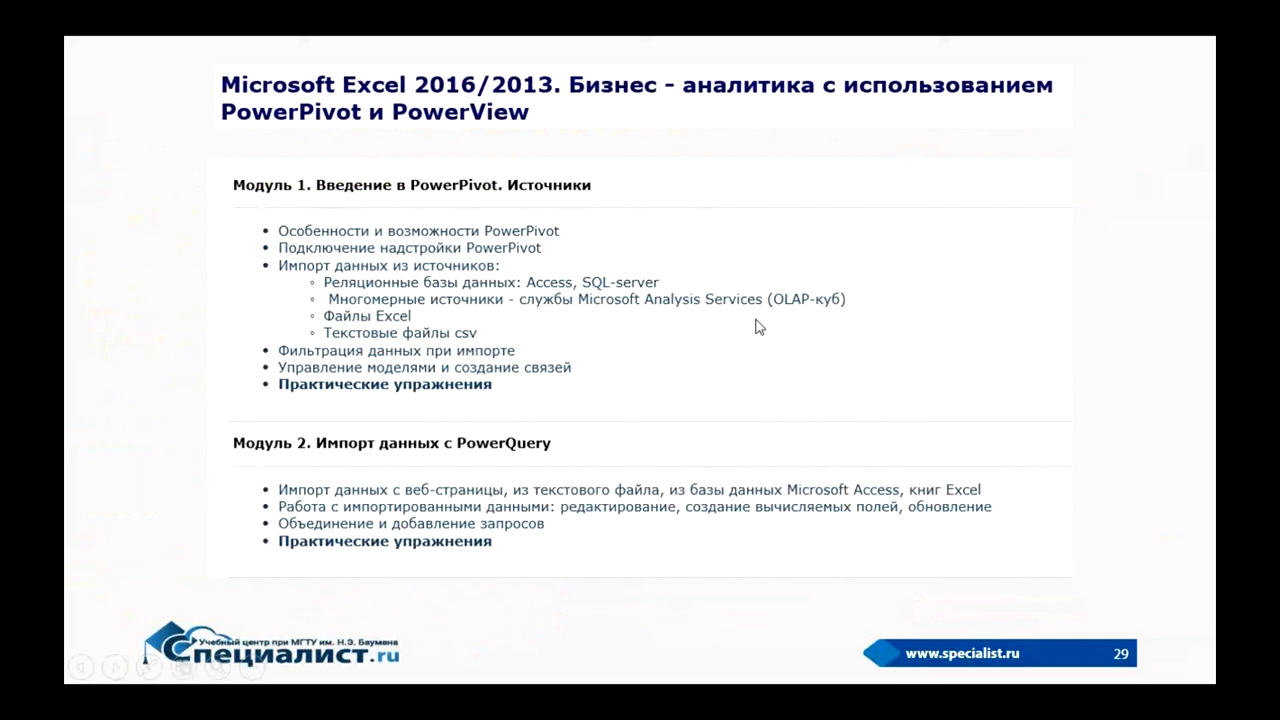 Microsoft Excel 2016/2013. Бизнес - аналитика с использованием
PowerPivot и PowerView
Модуль 1. Введение в PowerPivot. Источники
• Особенности и возможности PowerPivot
• Подключение надстройки PowerPivot
• Импорт данных из источников:
◦ Реляционные базы данных: Access, SQL-server
◦ Многомерные источники - службы Microsoft Analysis Services (OLAP-куб)
◦ Файлы Excel
◦ Текстовые файлы csv
• Фильтрация данных при импорте
• Управление моделями и создание связей
• Практические упражнения
Модуль 2. Импорт данных с PowerQuery
• Импорт данных с веб-страницы, из текстового файла, из базы данных Microsoft Access, книг Excel
• Работа с импортированными данными: редактирование, создание вычисляемых полей, обновление
• Объединение и добавление запросов
• Практические упражнения
Учебный центр при МГТУ им. Н.Э. Баумана
Специалист.ru
www.specialist.ru
29